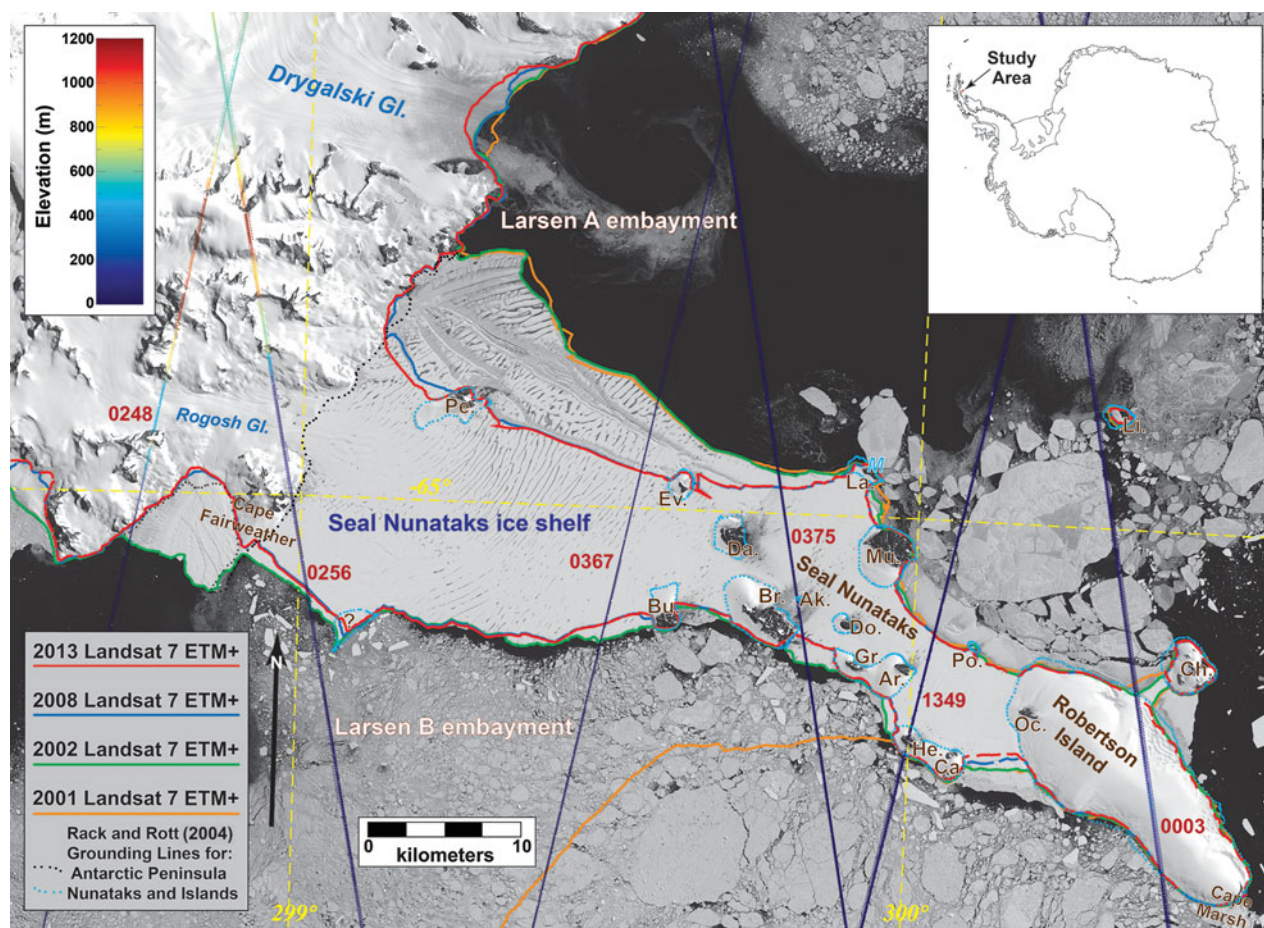 Elevation (m)
1200
1000
800
600
400
200
0
Drygalski Gl.
Larsen A embayment
Study
Area
0248
Rogosh Gl.
Pe.
Li.
-65°
Cape
Fairweather
Seal Nunataks ice shelf
Ev.
La.
M
0256
0367
0375
Da.
Mu.
Seal Nunataks
?
Bu.
Br.
Ak.
Do.
Gr.
Ar.
Po.
Ch.
1349
Oc.
Robertson
Island
He.
Ca.
0003
Cape
Marsh
Larsen B embayment
2013 Landsat 7 ETM+
2008 Landsat 7 ETM+
2002 Landsat 7 ETM+
2001 Landsat 7 ETM+
Rack and Rott (2004)
Grounding Lines for:
Antarctic Peninsula
Nunataks and Islands
N
0 10
kilometers
299°
300°